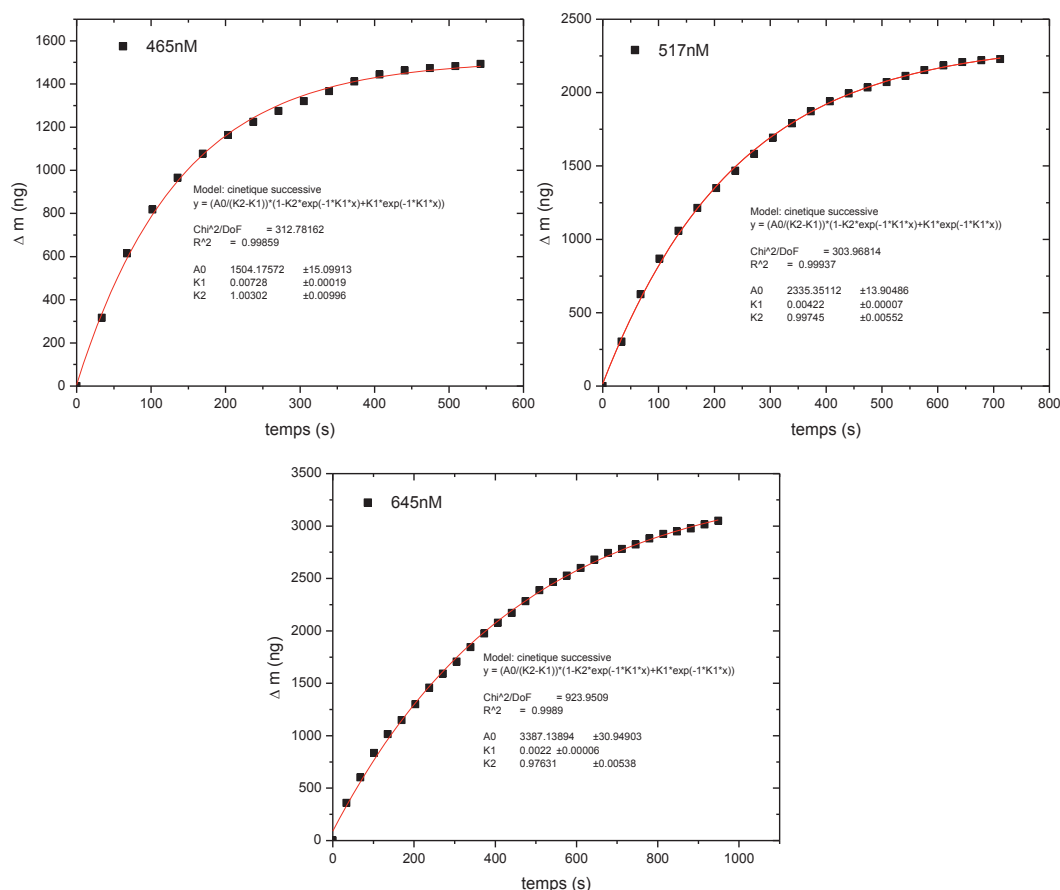 465nM
Model: cinetique successive
y = (A0/(K2-K1))*(1-K2*exp(-1*K1*x)+K1*exp(-1*K1*x))
Chi^2/DoF = 312.78162
R^2 = 0.99859
A0 1504.17572 ±15.09913
K1 0.00728 ±0.00019
K2 1.00302 ±0.00996
1600
1400
1200
1000
800
600
400
200
0
Δ m (ng)
0 100 200 300 400 500 600
temps (s)
517nM
Model: cinetique successive
y = (A0/(K2-K1))*(1-K2*exp(-1*K1*x)+K1*exp(-1*K1*x))
Chi^2/DoF = 303.96814
R^2 = 0.99937
A0 2335.35112 ±13.90486
K1 0.00422 ±0.00007
K2 0.99745 ±0.00552
2500
2000
1500
1000
500
0
Δ m (ng)
0 100 200 300 400 500 600 700 800
temps (s)
645nM
Model: cinetique successive
y = (A0/(K2-K1))*(1-K2*exp(-1*K1*x)+K1*exp(-1*K1*x))
Chi^2/DoF = 923.9509
R^2 = 0.9989
A0 3387.13894 ±30.94903
K1 0.0022 ±0.00006
K2 0.97631 ±0.00538
3500
3000
2500
2000
1500
1000
500
0
Δ m (ng)
0 200 400 600 800 1000
temps (s)